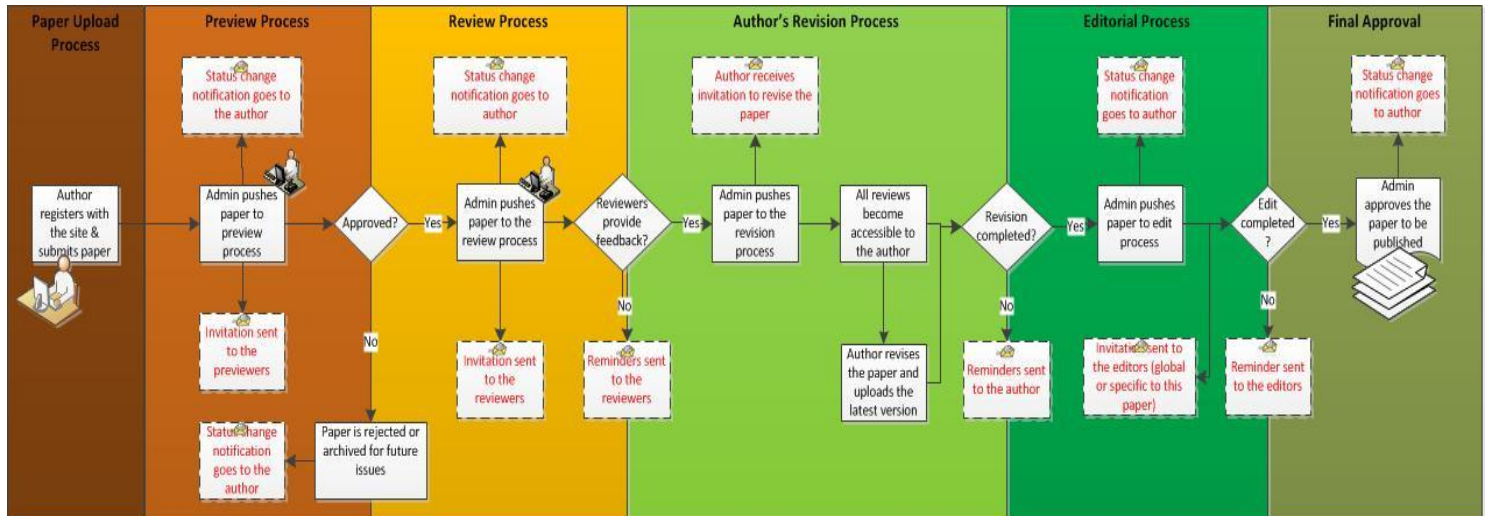 Paper Upload
Process
Preview Process
Review Process
Author's Revision Process
Editorial Process
Final Approval
Status change
notification goes to
the author
Status change
notification goes to
author
Author receives
invitation to revise the
paper
Status change
notification
goes to author
Status change
notification goes
to author
Author
registers with
the site &
submits paper
Admin pushes
paper to
preview
process
Approved?
Yes
Admin pushes
paper to the
review process
Reviewers
provide
feedback?
Yes
Admin pushes
paper to the
revision
process
All reviews
become
accessible to
the author
Revision
completed?
Yes
Admin pushes
paper to edit
process
Edit
completed
?
Yes
Admin
approves the
paper to be
published
No
No
No
No
Invitation sent
to the
previewers
Invitation sent
to the
reviewers
Reminders sent
to the
reviewers
Author revises
the paper and
uploads the
latest version
Reminders sent
to the author
Invitation sent to
the editors (global
or specific to this
paper)
Reminder sent
to the editors
Status change
notification
goes to the
author
Paper is rejected or
archived for future
issues